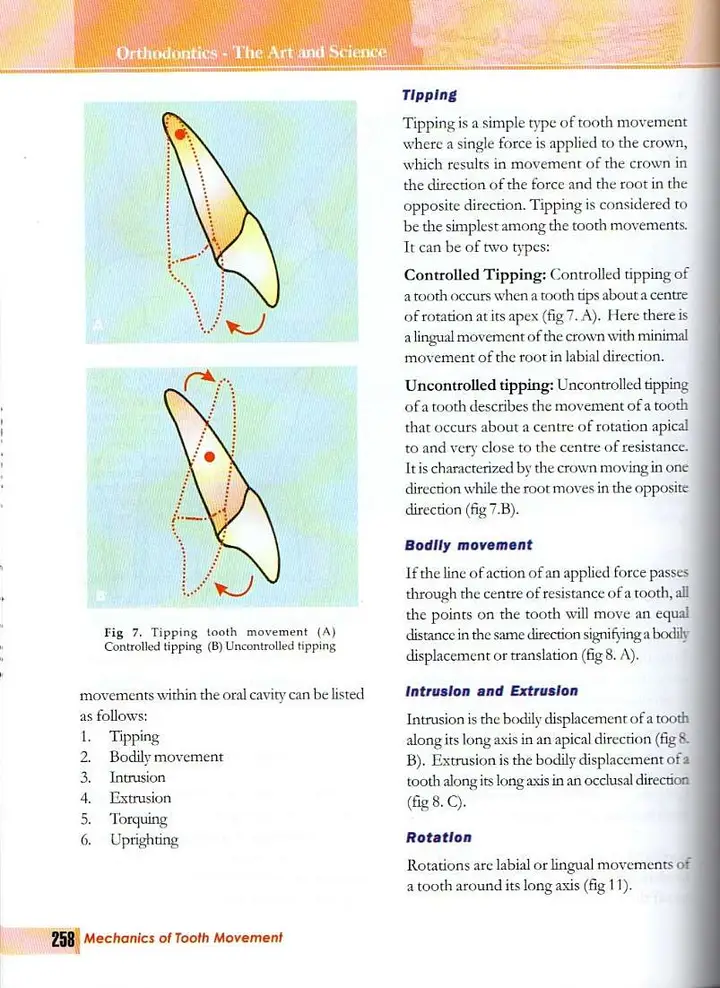 Orthodontics - The Art and Science
A
B
Fig 7. Tipping tooth movement (A)
Controlled tipping (B) Uncontrolled tipping
movements within the oral cavity can be listed
as follows:
1. Tipping
2. Bodily movement
3. Intrusion
4. Extrusion
5. Torquing
6. Uprighting
Tipping
Tipping is a simple type of tooth movement
where a single force is applied to the crown,
which results in movement of the crown in
the direction of the force and the root in the
opposite direction. Tipping is considered to
be the simplest among the tooth movements.
It can be of two types:
Controlled Tipping: Controlled tipping of
a tooth occurs when a tooth tips about a centre
of rotation at its apex (fig 7. A). Here there is
a lingual movement of the crown with minimal
movement of the root in labial direction.
Uncontrolled tipping: Uncontrolled tipping
of a tooth describes the movement of a tooth
that occurs about a centre of rotation apical
to and very close to the centre of resistance.
It is characterized by the crown moving in one
direction while the root moves in the opposite
direction (fig 7.B).
Bodily movement
If the line of action of an applied force passes
through the centre of resistance of a tooth, all
the points on the tooth will move an equal
distance in the same direction signifying a bodily
displacement or translation (fig 8. A).
Intrusion and Extrusion
Intrusion is the bodily displacement of a tooth
along its long axis in an apical direction (fig 8.
B). Extrusion is the bodily displacement of a
tooth along its long axis in an occlusal direction
(fig 8. C).
Rotation
Rotations are labial or lingual movements of
a tooth around its long axis (fig 11).
258 Mechanics of Tooth Movement